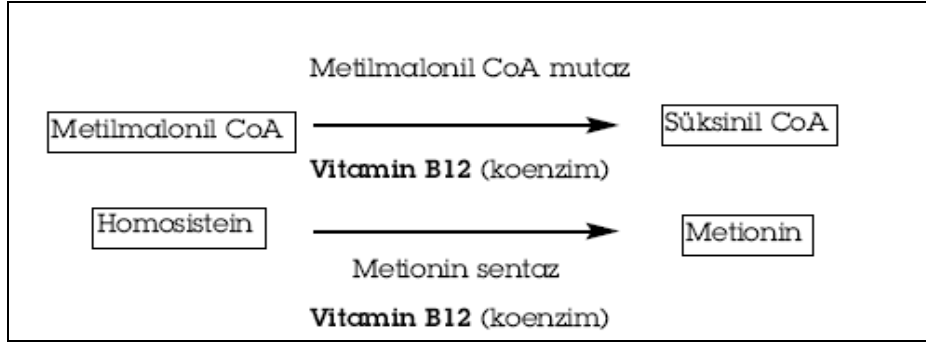 Metilmalonil CoA mutaz
Metilmalonil CoA
Süksinil CoA
Vitamin B12 (koenzim)
Homosistein
Metionin
Metionin sentaz
Vitamin B12 (koenzim)